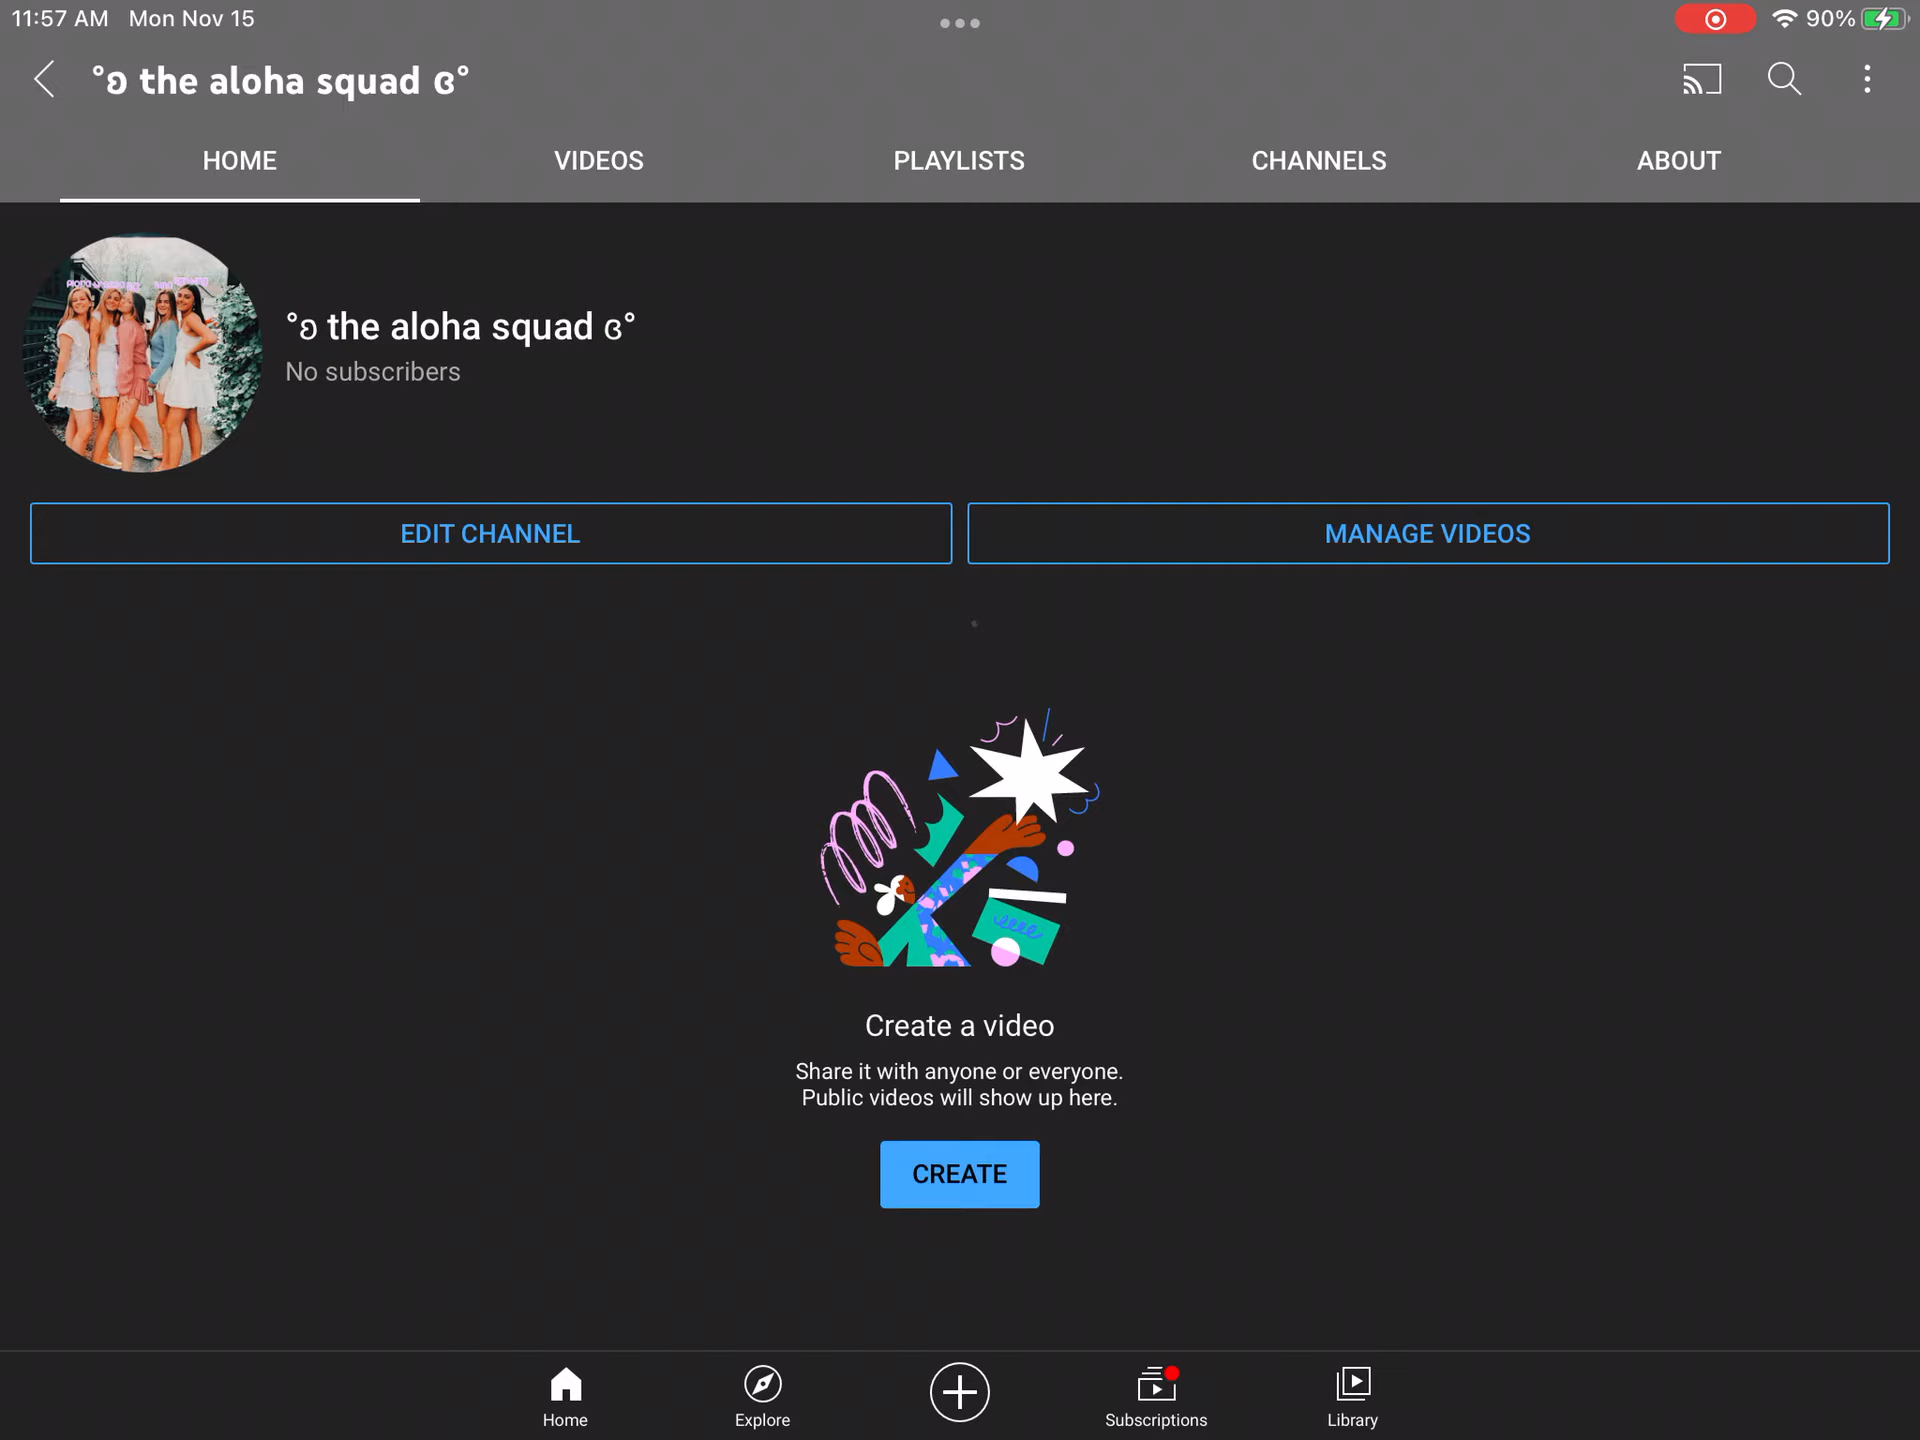 11:57 AM Mon Nov 15
90%
°ʚ the aloha squad ɞ°
HOME VIDEOS PLAYLISTS CHANNELS ABOUT
°ʚ the aloha squad ɞ°
No subscribers
EDIT CHANNEL MANAGE VIDEOS
Create a video
Share it with anyone or everyone.
Public videos will show up here.
CREATE
Home Explore Subscriptions Library